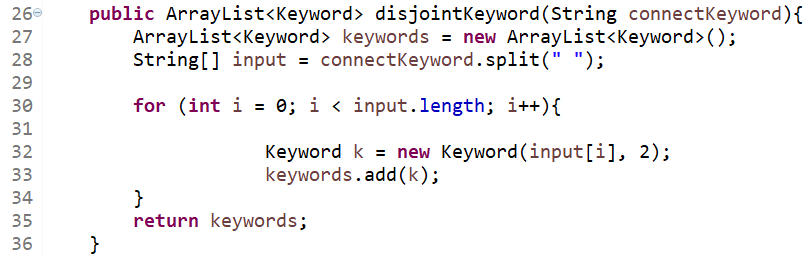 26 public ArrayList<Keyword> disjointKeyword(String connectKeyword){
27 ArrayList<Keyword> keywords = new ArrayList<Keyword>();
28 String[] input = connectKeyword.split(" ");
29
30 for (int i = 0; i < input.length; i++){
31
32 Keyword k = new Keyword(input[i], 2);
33 keywords.add(k);
34 }
35 return keywords;
36 }